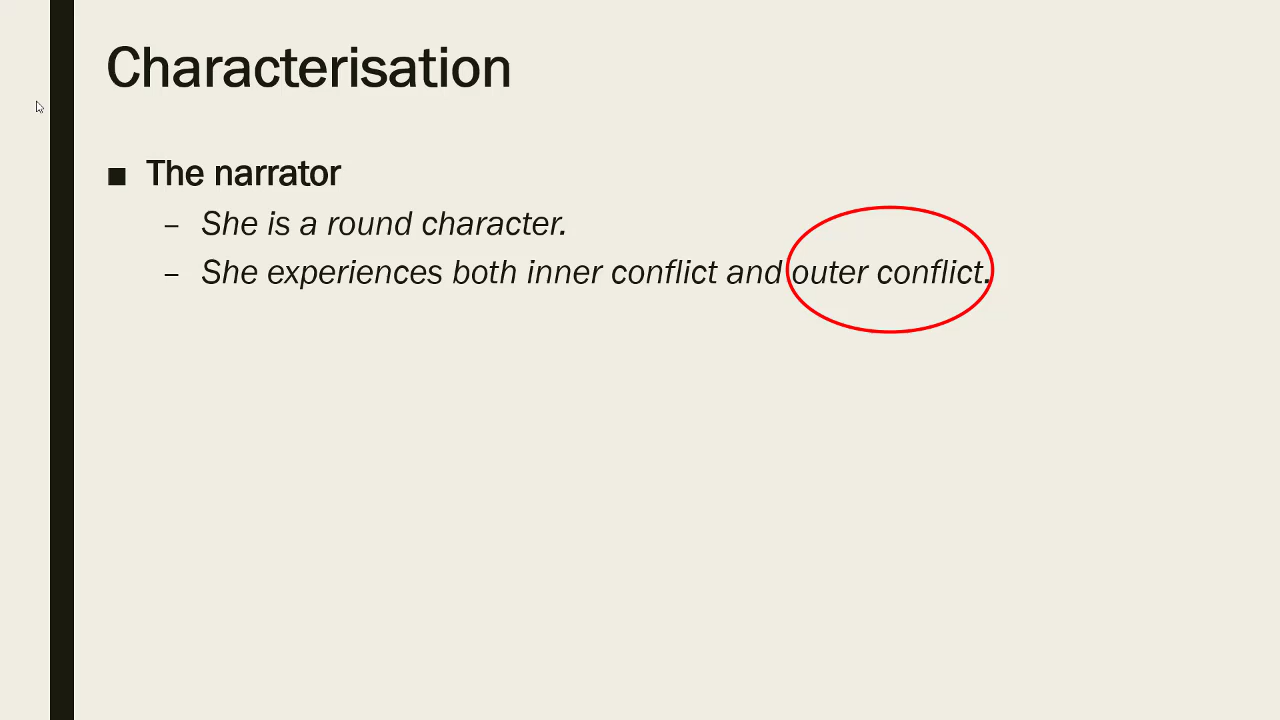 Characterisation
■ The narrator
– She is a round character.
– She experiences both inner conflict and outer conflict.